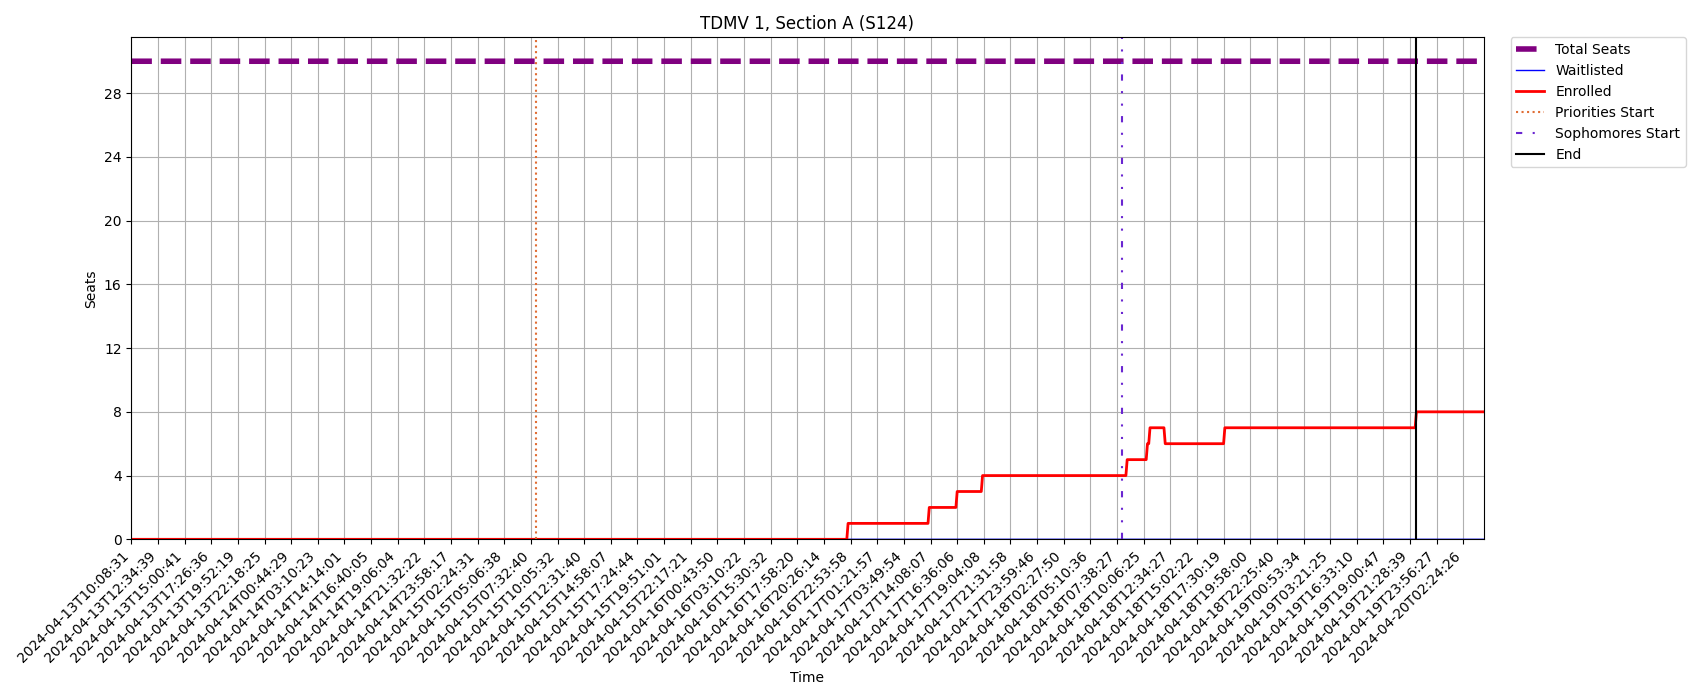 TDMV 1, Section A (S124)
Total Seats
Waitlisted
Enrolled
Priorities Start
Sophomores Start
End
Seats
28
24
20
16
12
8
4
0
2024-04-13T10:08:31
2024-04-13T12:34:39
2024-04-13T15:00:41
2024-04-13T17:26:36
2024-04-13T19:52:19
2024-04-13T22:18:25
2024-04-14T00:44:29
2024-04-14T03:10:23
2024-04-14T14:14:01
2024-04-14T16:40:05
2024-04-14T19:06:04
2024-04-14T21:32:22
2024-04-14T23:58:17
2024-04-15T02:24:31
2024-04-15T05:06:38
2024-04-15T07:32:40
2024-04-15T10:05:32
2024-04-15T12:31:40
2024-04-15T14:58:07
2024-04-15T17:24:44
2024-04-15T19:51:01
2024-04-15T22:17:21
2024-04-16T00:43:50
2024-04-16T03:10:22
2024-04-16T15:30:32
2024-04-16T17:58:20
2024-04-16T20:26:14
2024-04-16T22:53:58
2024-04-17T01:21:57
2024-04-17T03:49:54
2024-04-17T14:08:07
2024-04-17T16:36:06
2024-04-17T19:04:08
2024-04-17T21:31:58
2024-04-17T23:59:46
2024-04-18T02:27:50
2024-04-18T05:10:36
2024-04-18T07:38:27
2024-04-18T10:06:25
2024-04-18T12:34:27
2024-04-18T15:02:22
2024-04-18T17:30:19
2024-04-18T19:58:00
2024-04-18T22:25:40
2024-04-19T00:53:34
2024-04-19T03:21:25
2024-04-19T16:33:10
2024-04-19T19:00:47
2024-04-19T21:28:39
2024-04-19T23:56:27
2024-04-20T02:24:26
Time